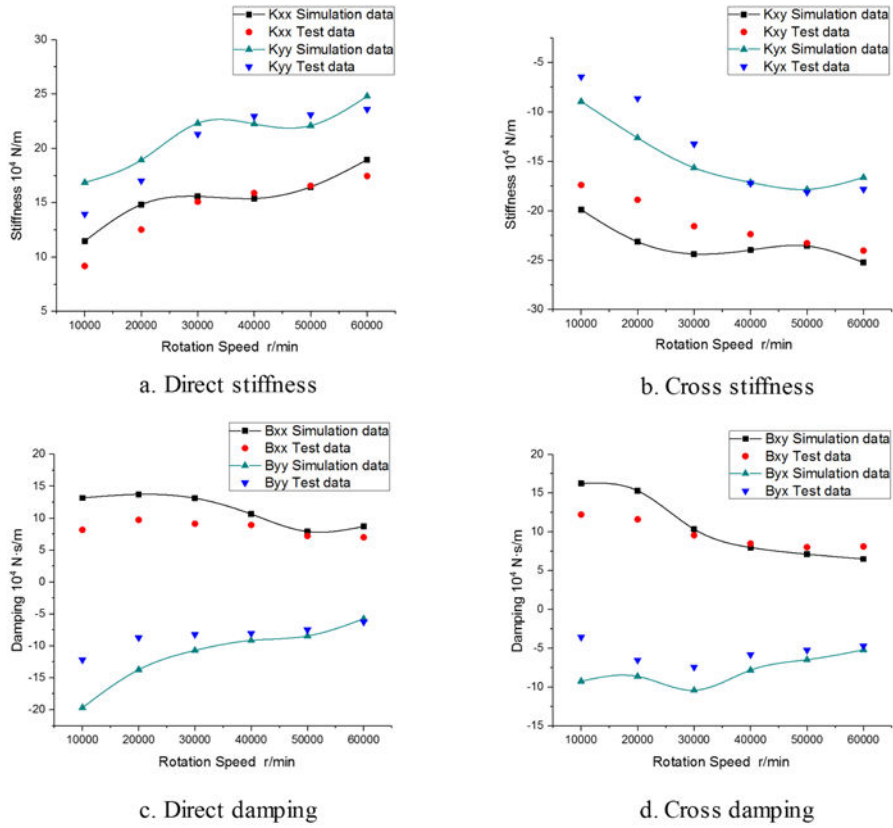 Kxx Simulation data
Kxx Test data
Kyy Simulation data
Kyy Test data
Stiffness 10⁴ N/m
30
25
20
15
10
5
10000 20000 30000 40000 50000 60000
Rotation Speed r/min
a. Direct stiffness
Kxy Simulation data
Kxy Test data
Kyx Simulation data
Kyx Test data
Stiffness 10⁴ N/m
-5
-10
-15
-20
-25
-30
10000 20000 30000 40000 50000 60000
Rotation Speed r/min
b. Cross stiffness
Bxx Simulation data
Bxx Test data
Byy Simulation data
Byy Test data
Damping 10⁴ N·s/m
20
15
10
5
0
-5
-10
-15
-20
10000 20000 30000 40000 50000 60000
Rotation Speed r/min
c. Direct damping
Bxy Simulation data
Bxy Test data
Byx Simulation data
Byx Test data
Damping 10⁴ N·s/m
20
15
10
5
0
-5
-10
-15
10000 20000 30000 40000 50000 60000
Rotation Speed r/min
d. Cross damping